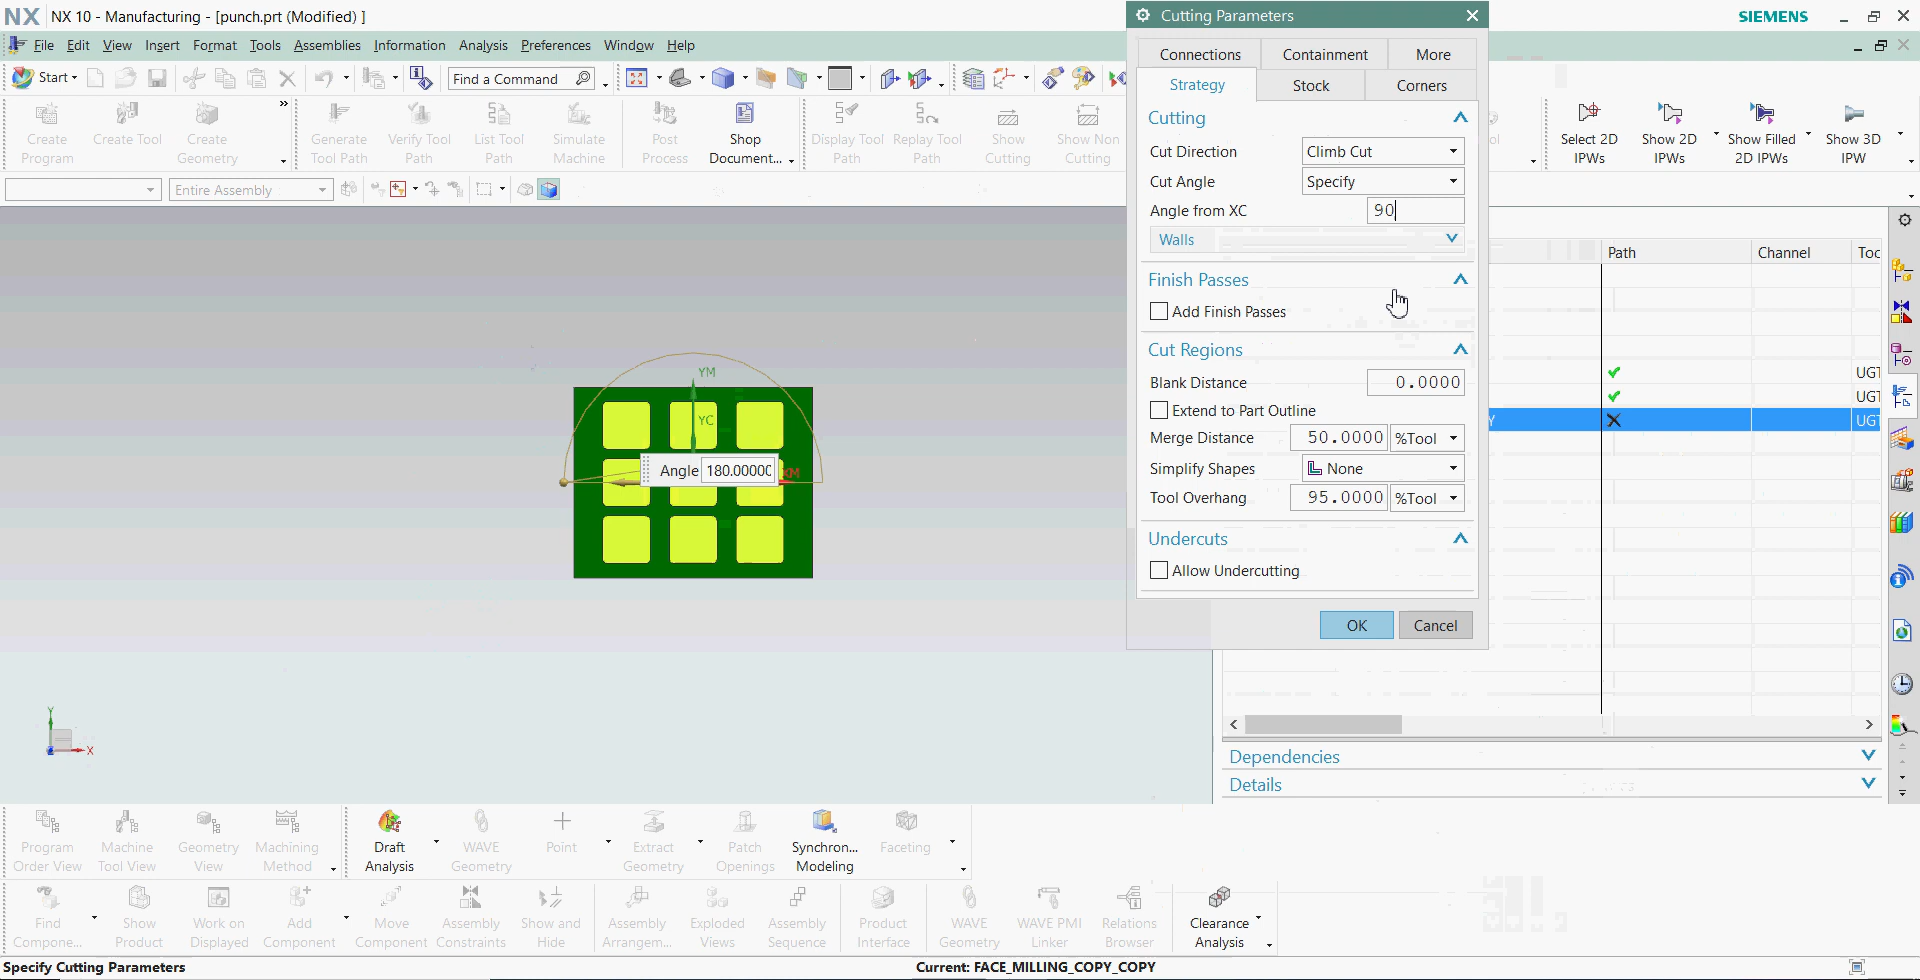 NX NX 10 - Manufacturing - [punch.prt (Modified) ]
Cutting Parameters
SIEMENS
File Edit View Insert Format Tools Assemblies Information Analysis Preferences Window Help
Connections Containment More
Start
Find a Command
Strategy Stock Corners
Create Program
Create Tool
Create Geometry
Generate Tool Path
Verify Tool Path
List Tool Path
Simulate Machine
Post Process
Shop Document...
Display Tool Path
Replay Tool Path
Show Cutting
Show Non Cutting
Select 2D IPWs
Show 2D IPWs
Show Filled 2D IPWs
Show 3D IPW
Entire Assembly
Cutting
Cut Direction Climb Cut
Cut Angle Specify
Angle from XC 90
Walls
Finish Passes
Add Finish Passes
Cut Regions
Blank Distance 0.0000
Extend to Part Outline
Merge Distance 50.0000 %Tool
Simplify Shapes None
Tool Overhang 95.0000 %Tool
Undercuts
Allow Undercutting
OK Cancel
Path Channel Too
UGT
UGT
Y UGT
YM
YC
Angle 180.0000(
XM
Y
X
Dependencies
Details
Program Order View
Machine Tool View
Geometry View
Machining Method
Draft Analysis
WAVE Geometry
Point
Extract Geometry
Patch Openings
Synchron... Modeling
Faceting
Find Compone...
Show Product
Work on Displayed
Add Component
Move Component
Assembly Constraints
Show and Hide
Assembly Arrangem...
Exploded Views
Assembly Sequence
Product Interface
WAVE Geometry
WAVE PMI Linker
Relations Browser
Clearance Analysis
Specify Cutting Parameters
Current: FACE_MILLING_COPY_COPY